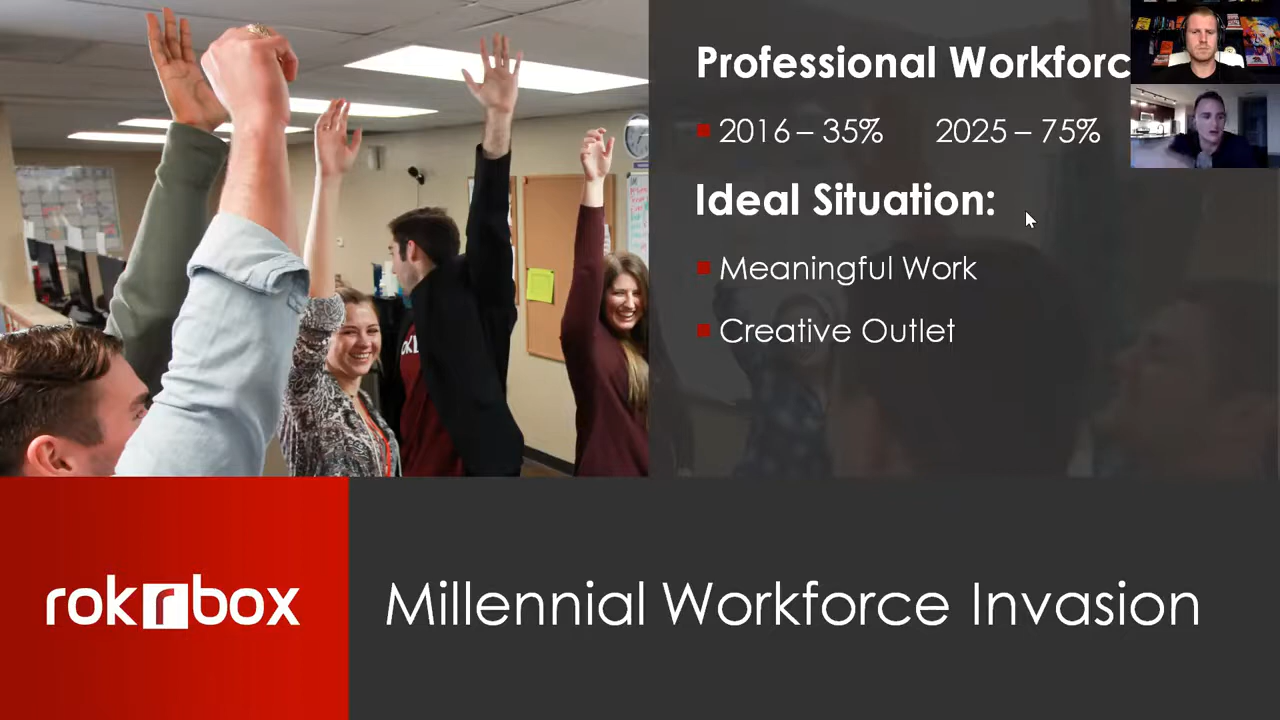 Professional Workforc
2016 – 35% 2025 – 75%
Ideal Situation:
Meaningful Work
Creative Outlet
rokrbox
Millennial Workforce Invasion